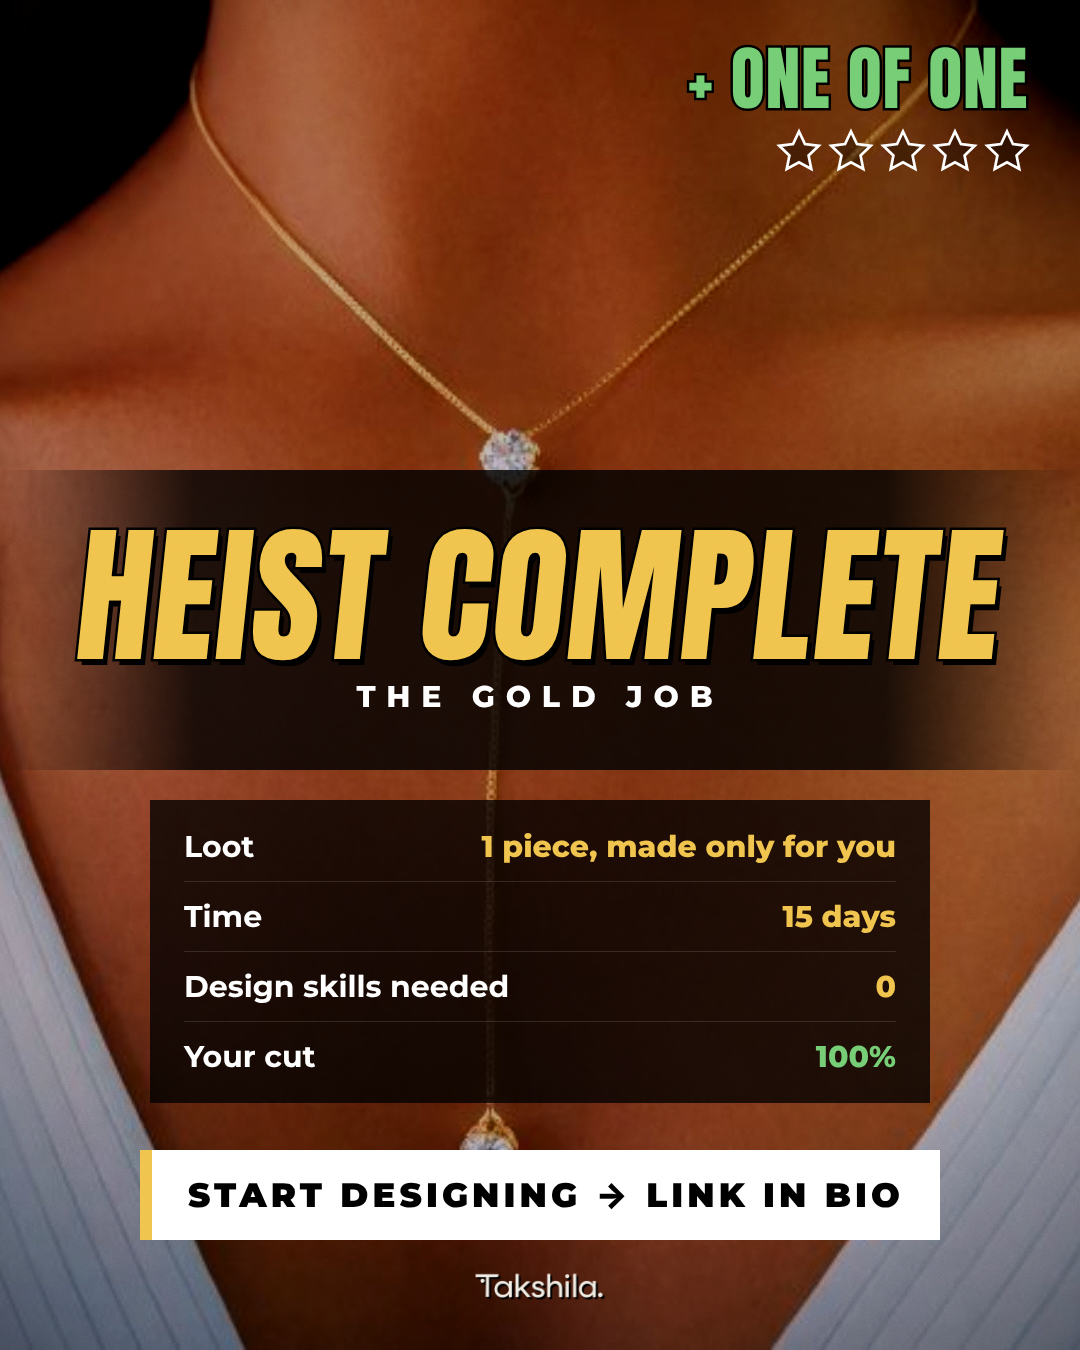 + ONE OF ONE
HEIST COMPLETE
THE GOLD JOB
Loot 1 piece, made only for you
Time 15 days
Design skills needed 0
Your cut 100%
START DESIGNING → LINK IN BIO
Takshila.